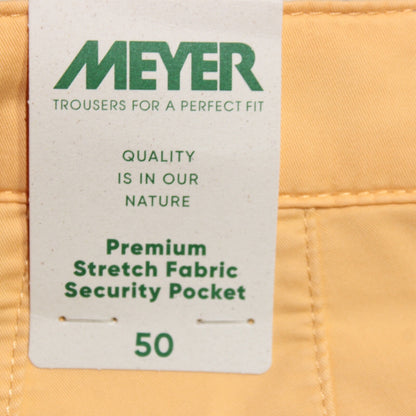 MEYER
TROUSERS FOR A PERFECT FIT
QUALITY
IS IN OUR
NATURE
Premium
Stretch Fabric
Security Pocket
50